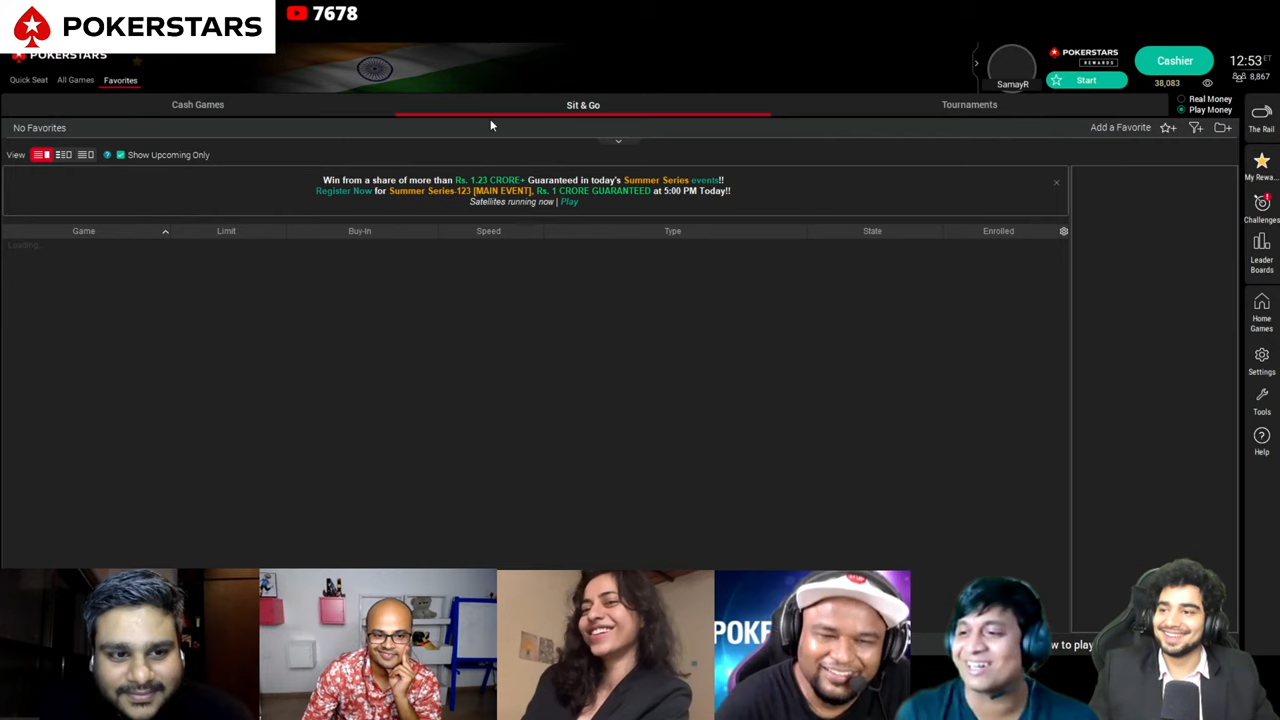 POKERSTARS
7678
POKERSTARS
Quick Seat
All Games
Favorites
SamayR
POKERSTARS
REWARDS
Start
Cashier
38,083
12:53 ET
8,867
Cash Games
Sit & Go
Tournaments
Real Money
Play Money
No Favorites
Add a Favorite
View
Show Upcoming Only
Win from a share of more than Rs. 1.23 CRORE+ Guaranteed in today's Summer Series events!!
Register Now for Summer Series-123 [MAIN EVENT], Rs. 1 CRORE GUARANTEED at 5:00 PM Today!!
Satellites running now | Play
Game
Limit
Buy-In
Speed
Type
State
Enrolled
Loading...
The Rail
My Rewa...
Challenges
Leader
Boards
Home
Games
Settings
Tools
Help
POKE
w to play